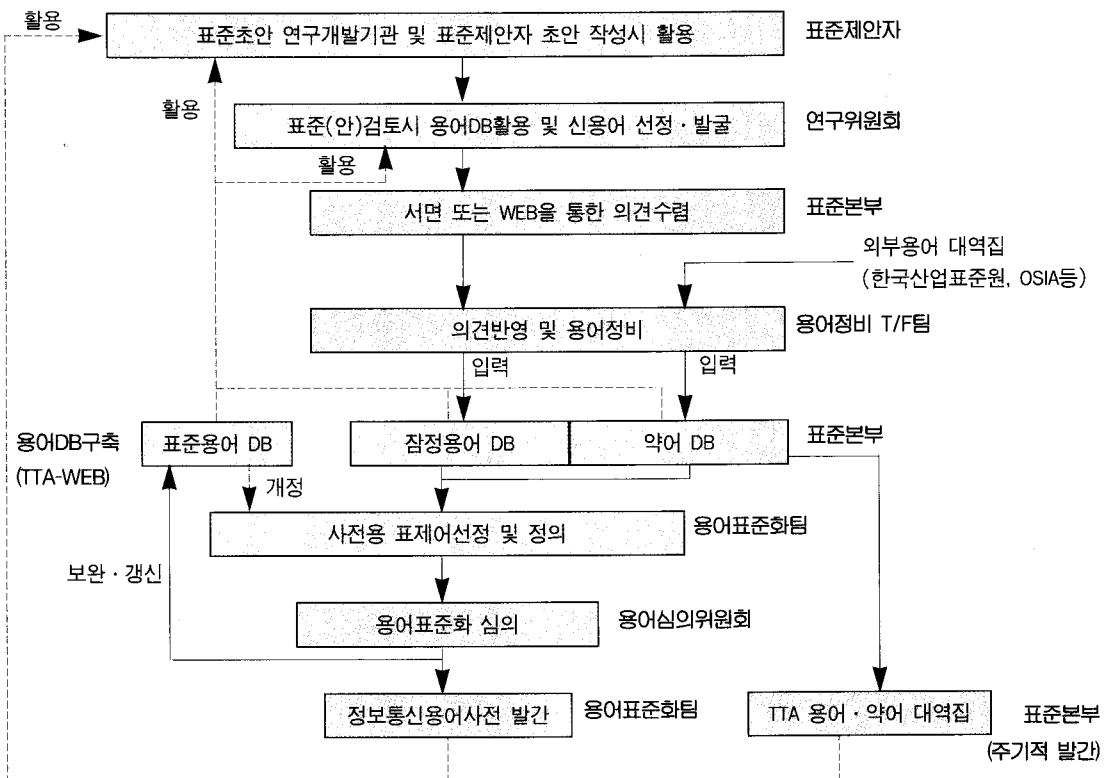 활용
표준초안 연구개발기관 및 표준제안자 초안 작성시 활용
표준제안자
활용
표준(안)검토시 용어DB활용 및 신용어 선정·발굴
연구위원회
활용
서면 또는 WEB을 통한 의견수렴
표준본부
외부용어 대역집
(한국산업표준원, OSIA등)
의견반영 및 용어정비
용어정비 T/F팀
입력
입력
용어DB구축
(TTA-WEB)
표준용어 DB
잠정용어 DB
약어 DB
표준본부
개정
사전용 표제어선정 및 정의
용어표준화팀
보완·갱신
용어표준화 심의
용어심의위원회
정보통신용어사전 발간
용어표준화팀
TTA 용어·약어 대역집
표준본부
(주기적 발간)